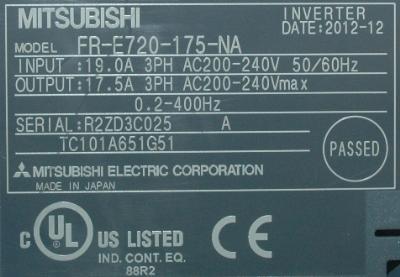 MITSUBISHI INVERTER
DATE:2012-12
MODEL FR-E720-175-NA
INPUT :19.0A 3PH AC200-240V 50/60Hz
OUTPUT:17.5A 3PH AC200-240Vmax
0.2-400Hz
SERIAL:R2ZD3C025 A
TC101A651G51
PASSED
MITSUBISHI ELECTRIC CORPORATION
MADE IN JAPAN
C UL US LISTED CE
IND. CONT. EQ.
88R2